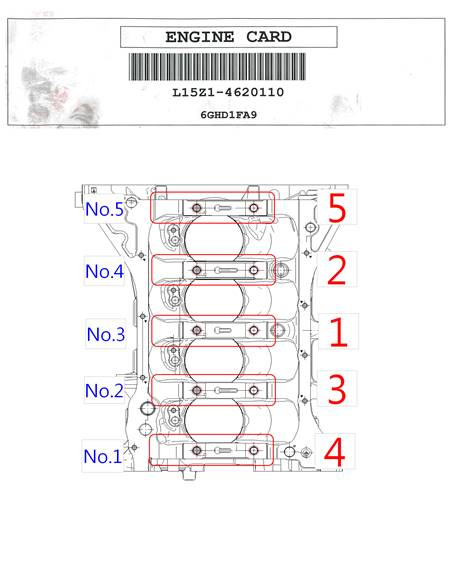 ENGINE CARD
L15Z1-4620110
6GHD1FA9
No.5 5
No.4 2
No.3 1
No.2 3
No.1 4